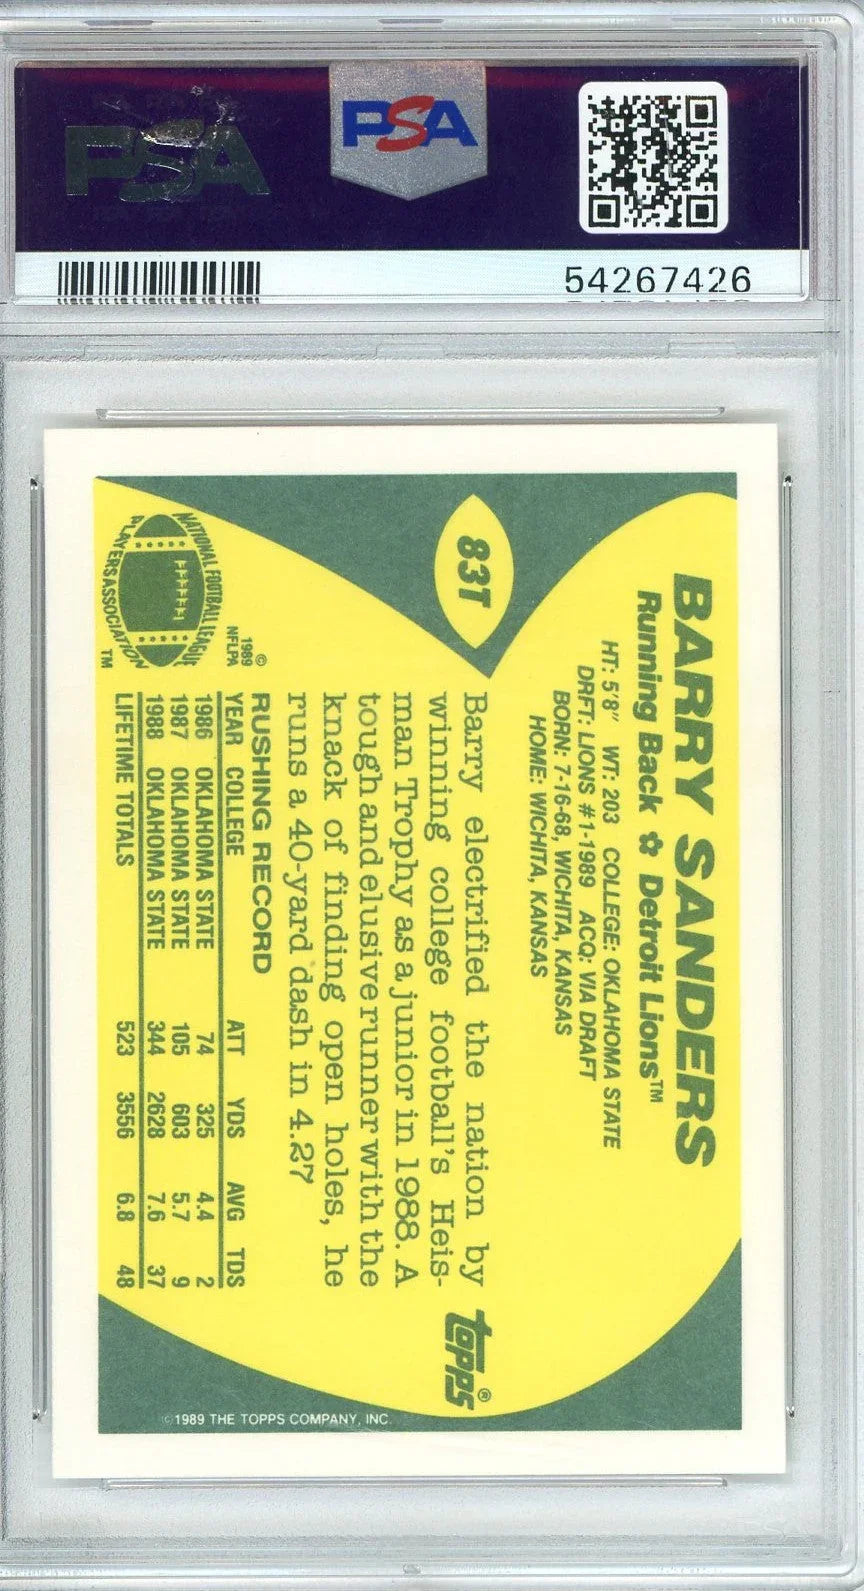 PSA
PSA
54267426
83T
BARRY SANDERS
Running Back ✿ Detroit Lions™
HT: 5'8" WT: 203 COLLEGE: OKLAHOMA STATE
DRFT: LIONS #1-1989 ACQ: VIA DRAFT
BORN: 7-16-68, WICHITA, KANSAS
HOME: WICHITA, KANSAS
Barry electrified the nation by
winning college football's Heis-
man Trophy as a junior in 1988. A
tough and elusive runner with the
knack of finding open holes, he
runs a 40-yard dash in 4.27
RUSHING RECORD
YEAR COLLEGE ATT YDS AVG TDS
1986 OKLAHOMA STATE 74 325 4.4 2
1987 OKLAHOMA STATE 105 603 5.7 9
1988 OKLAHOMA STATE 344 2628 7.6 37
LIFETIME TOTALS 523 3556 6.8 48
NATIONAL FOOTBALL LEAGUE
PLAYERS ASSOCIATION
TM
©
1989
NFLPA
TOPPS®
©1989 THE TOPPS COMPANY, INC.